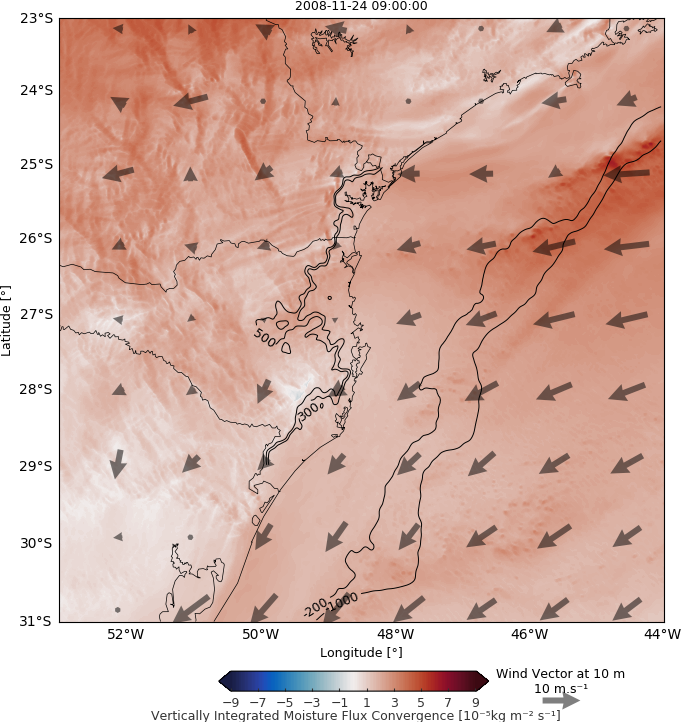 2008-11-24 09:00:00
23°S
24°S
25°S
26°S
27°S
28°S
29°S
30°S
31°S
Latitude [°]
500
300
-200
-1000
52°W 50°W 48°W 46°W 44°W
Longitude [°]
−9 −7 −5 −3 −1 1 3 5 7 9
Vertically Integrated Moisture Flux Convergence [10⁻⁵kg m⁻² s⁻¹]
Wind Vector at 10 m
10 m.s⁻¹